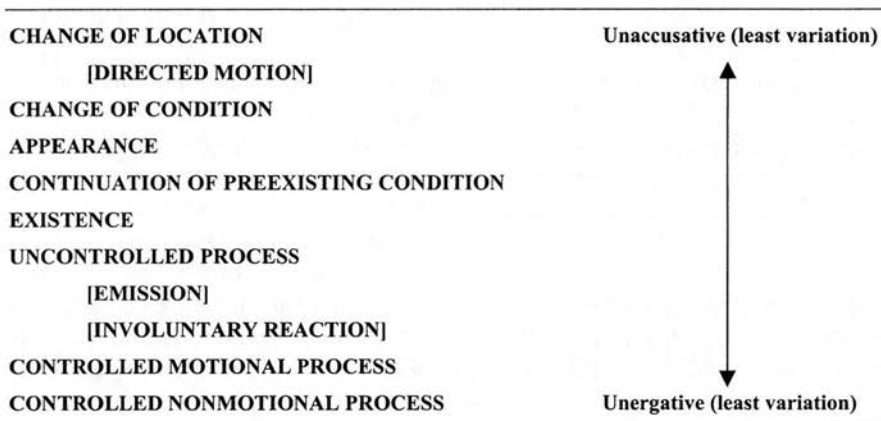 CHANGE OF LOCATION Unaccusative (least variation)
[DIRECTED MOTION]
CHANGE OF CONDITION
APPEARANCE
CONTINUATION OF PREEXISTING CONDITION
EXISTENCE
UNCONTROLLED PROCESS
[EMISSION]
[INVOLUNTARY REACTION]
CONTROLLED MOTIONAL PROCESS
CONTROLLED NONMOTIONAL PROCESS Unergative (least variation)